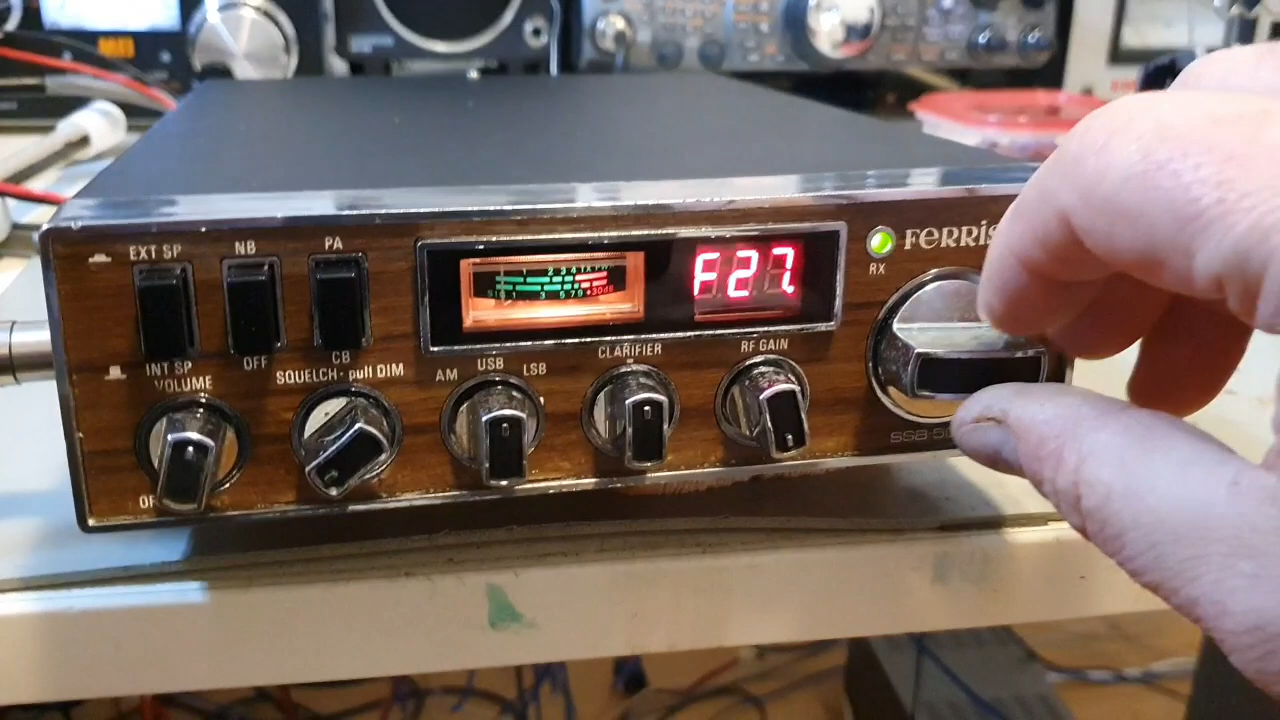 EXT SP
NB
PA
F27.
FERRIS
RX
INT SP
OFF
CB
VOLUME
SQUELCH - pull DIM
AM
USB
LSB
CLARIFIER
RF GAIN